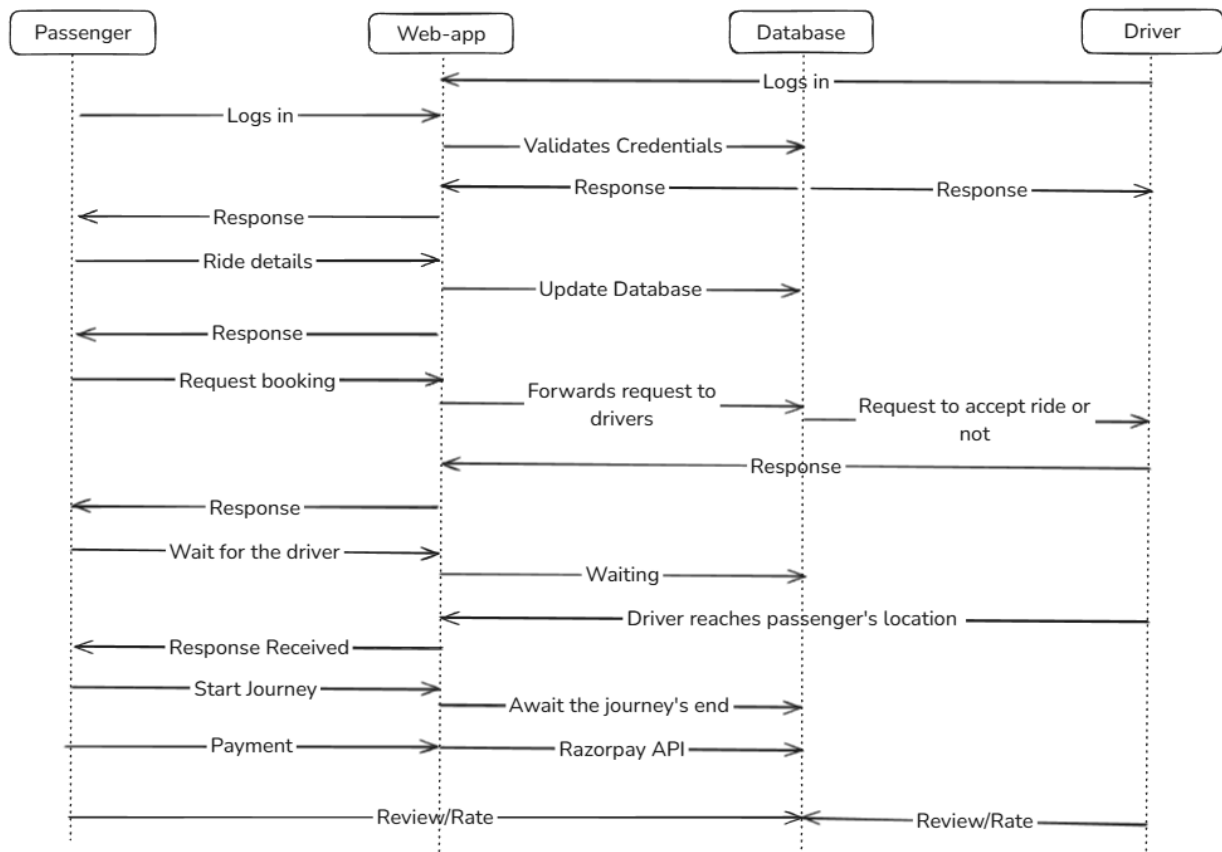 Passenger
Web-app
Database
Driver
Logs in
Logs in
Validates Credentials
Response
Response
Response
Ride details
Update Database
Response
Request booking
Forwards request to
drivers
Request to accept ride or
not
Response
Response
Wait for the driver
Waiting
Driver reaches passenger's location
Response Received
Start Journey
Await the journey's end
Payment
Razorpay API
Review/Rate
Review/Rate